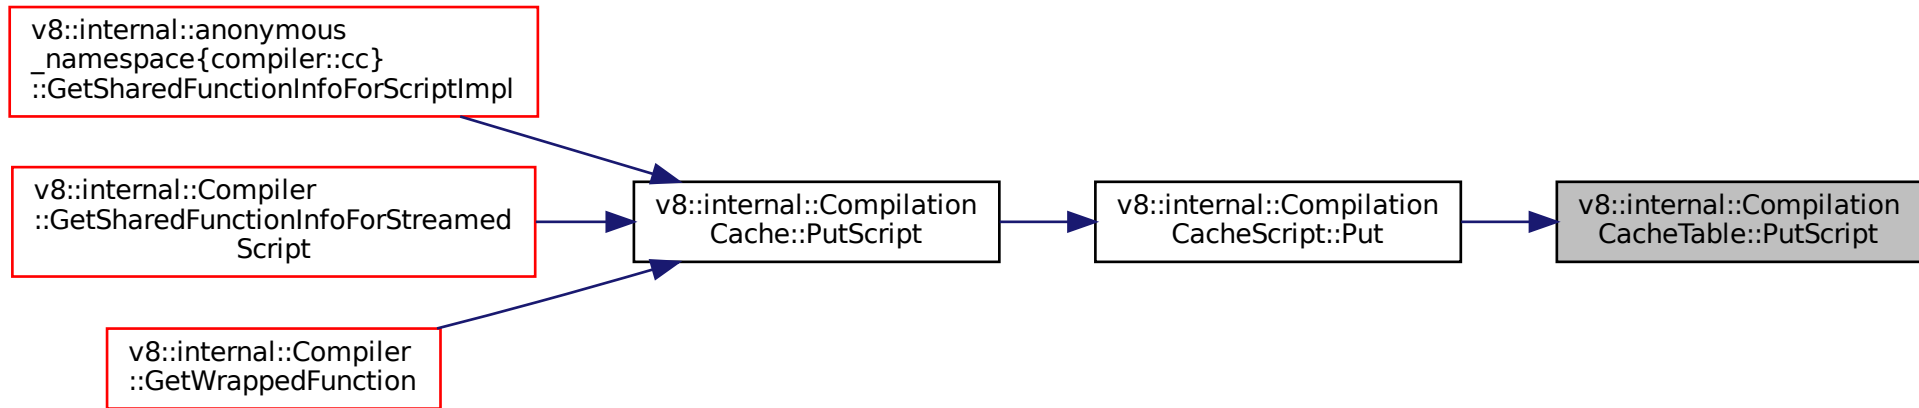 v8::internal::anonymous
_namespace{compiler::cc}
::GetSharedFunctionInfoForScriptImpl
v8::internal::Compiler
::GetSharedFunctionInfoForStreamed
Script
v8::internal::Compiler
::GetWrappedFunction
v8::internal::Compilation
Cache::PutScript
v8::internal::Compilation
CacheScript::Put
v8::internal::Compilation
CacheTable::PutScript